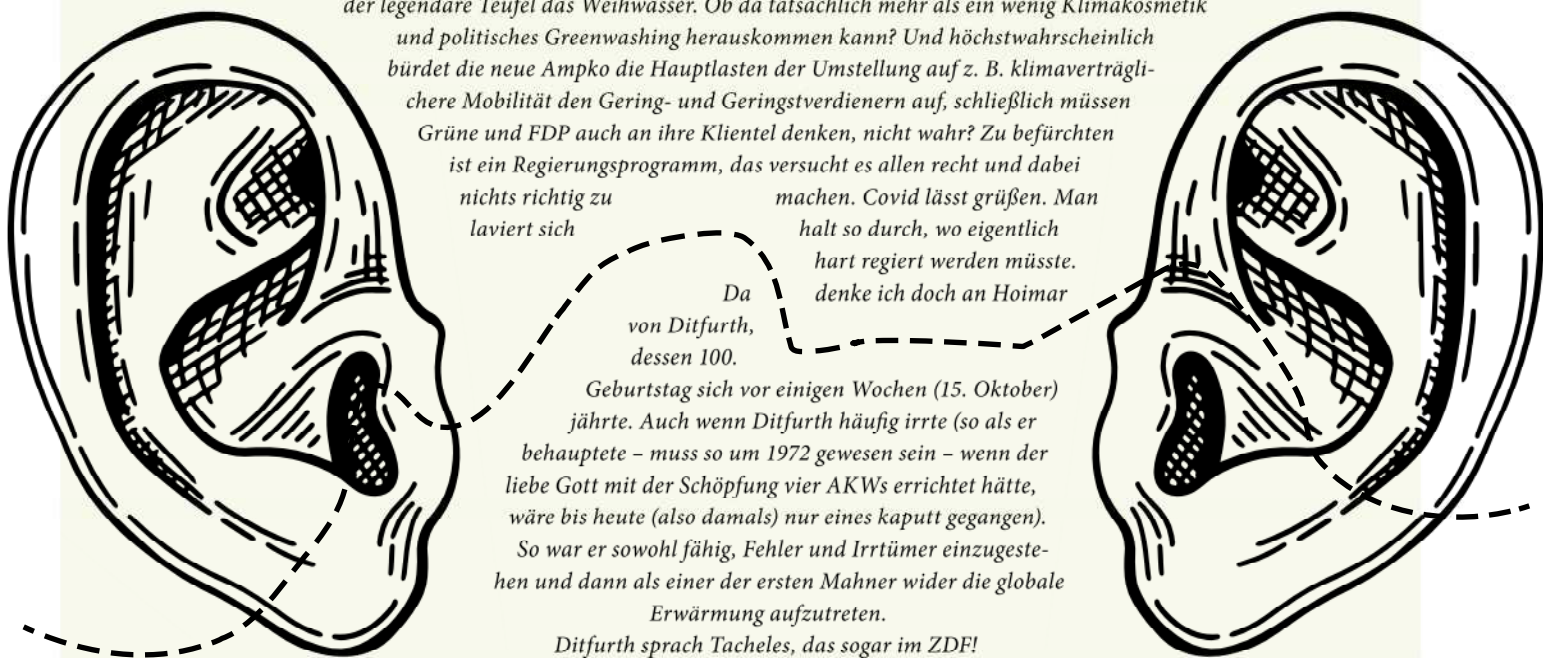 der legendäre Teufel das Weihwasser. Ob da tatsächlich mehr als ein wenig Klimakosmetik
und politisches Greenwashing herauskommen kann? Und höchstwahrscheinlich
bürdet die neue Ampko die Hauptlasten der Umstellung auf z. B. klimaverträgli-
chere Mobilität den Gering- und Geringstverdienern auf, schließlich müssen
Grüne und FDP auch an ihre Klientel denken, nicht wahr? Zu befürchten
ist ein Regierungsprogramm, das versucht es allen recht und dabei
nichts richtig zu machen. Covid lässt grüßen. Man
laviert sich halt so durch, wo eigentlich
hart regiert werden müsste.
Da denke ich doch an Hoimar
von Ditfurth,
dessen 100.
Geburtstag sich vor einigen Wochen (15. Oktober)
jährte. Auch wenn Ditfurth häufig irrte (so als er
behauptete – muss so um 1972 gewesen sein – wenn der
liebe Gott mit der Schöpfung vier AKWs errichtet hätte,
wäre bis heute (also damals) nur eines kaputt gegangen).
So war er sowohl fähig, Fehler und Irrtümer einzugeste-
hen und dann als einer der ersten Mahner wider die globale
Erwärmung aufzutreten.
Ditfurth sprach Tacheles, das sogar im ZDF!